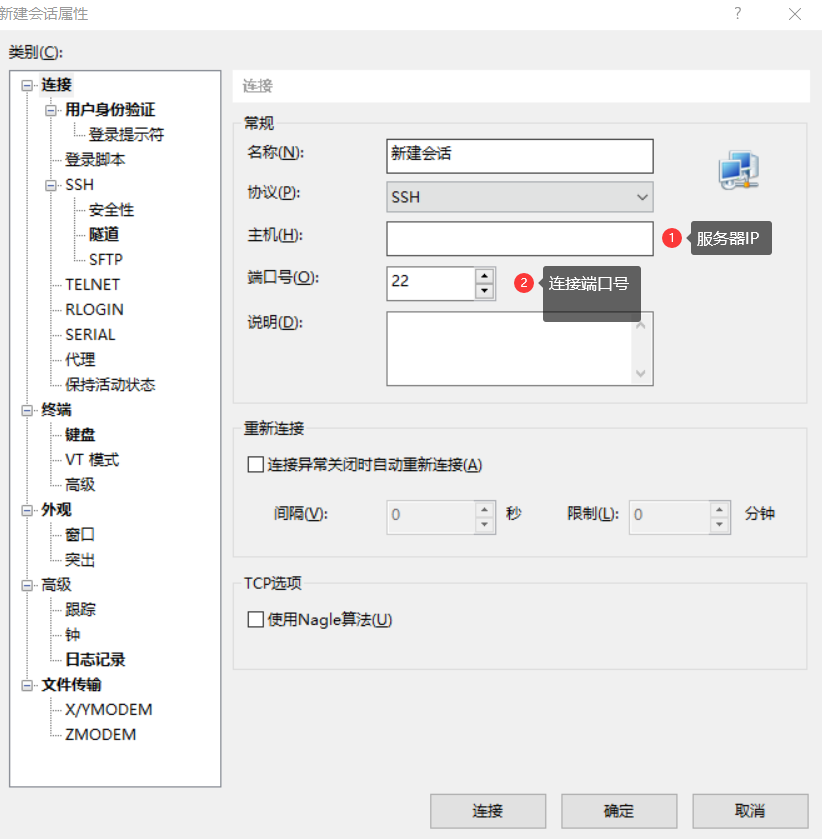 新建会话属性
?
类别(C):
连接
用户身份验证
登录提示符
登录脚本
SSH
安全性
隧道
SFTP
TELNET
RLOGIN
SERIAL
代理
保持活动状态
终端
键盘
VT 模式
高级
外观
窗口
突出
高级
跟踪
钟
日志记录
文件传输
X/YMODEM
ZMODEM
连接
常规
名称(N):
新建会话
协议(P):
SSH
主机(H):
1 服务器IP
端口号(O):
22
2 连接端口号
说明(D):
重新连接
连接异常关闭时自动重新连接(A)
间隔(V): 0 秒 限制(L): 0 分钟
TCP选项
使用Nagle算法(U)
连接 确定 取消